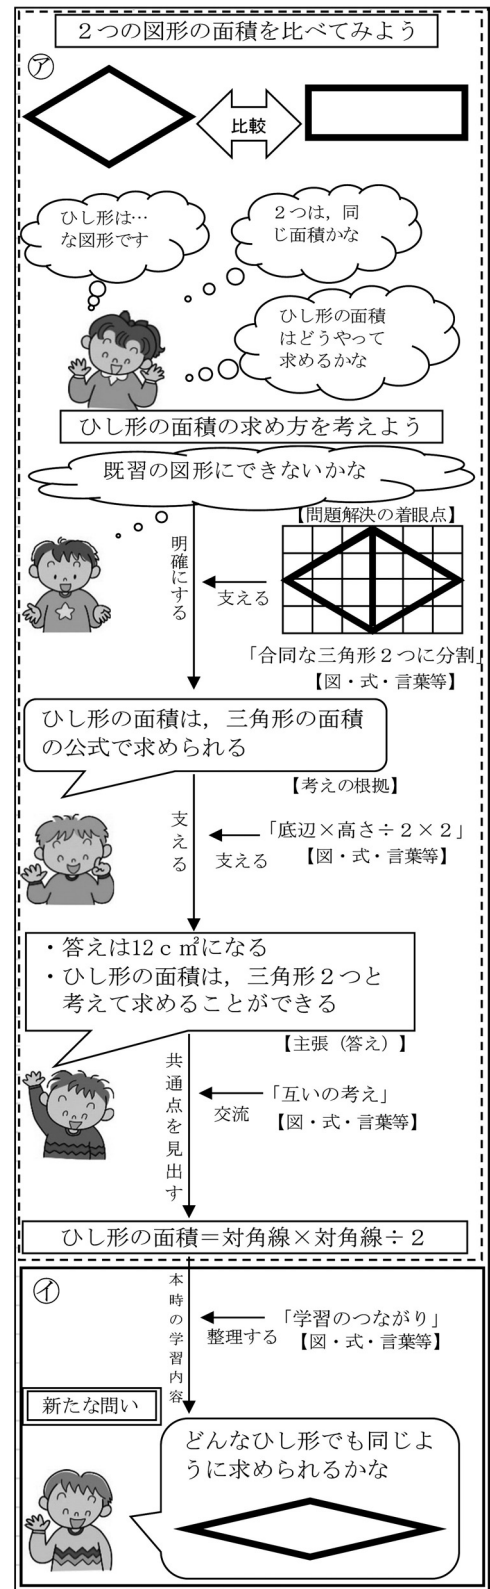 ２つの図形の面積を比べてみよう
㋐
比較
ひし形は…
な図形です
２つは，同
じ面積かな
ひし形の面積
はどうやって
求めるかな
ひし形の面積の求め方を考えよう
既習の図形にできないかな
【問題解決の着眼点】
明確にする
支える
「合同な三角形２つに分割」
【図・式・言葉等】
ひし形の面積は，三角形の面積
の公式で求められる
【考えの根拠】
支える
「底辺×高さ÷２×２」
支える
【図・式・言葉等】
・答えは12ｃ㎡になる
・ひし形の面積は，三角形２つと
考えて求めることができる
【主張（答え）】
共通点を見出す
「互いの考え」
交流
【図・式・言葉等】
ひし形の面積＝対角線×対角線÷２
㋑
本時の学習内容
「学習のつながり」
整理する
【図・式・言葉等】
新たな問い
どんなひし形でも同じよ
うに求められるかな